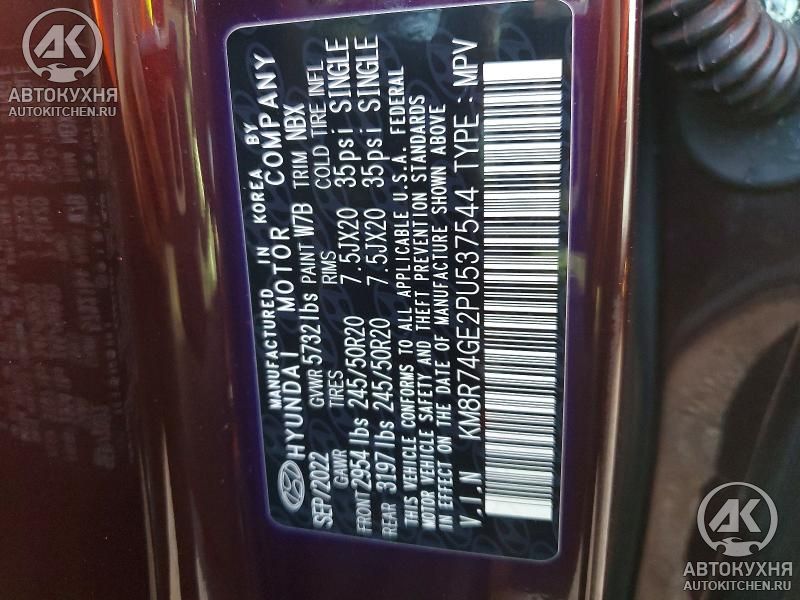 MANUFACTURED IN KOREA BY
HYUNDAI MOTOR COMPANY
SEP/2022 GVWR 5732 lbs PAINT W7B TRIM NBX
GAWR TIRES RIMS COLD TIRE INFL
FRONT 2954 lbs 245/50R20 7.5JX20 35psi SINGLE
REAR 3197 lbs 245/50R20 7.5JX20 35psi SINGLE
THIS VEHICLE CONFORMS TO ALL APPLICABLE U.S.A. FEDERAL
MOTOR VEHICLE SAFETY AND THEFT PREVENTION STANDARDS
IN EFFECT ON THE DATE OF MANUFACTURE SHOWN ABOVE
V.I.N KM8R74GE2PU537544 TYPE : MPV
АК
АВТОКУХНЯ
AUTOKITCHEN.RU
АК
АВТОКУХНЯ
AUTOKITCHEN.RU